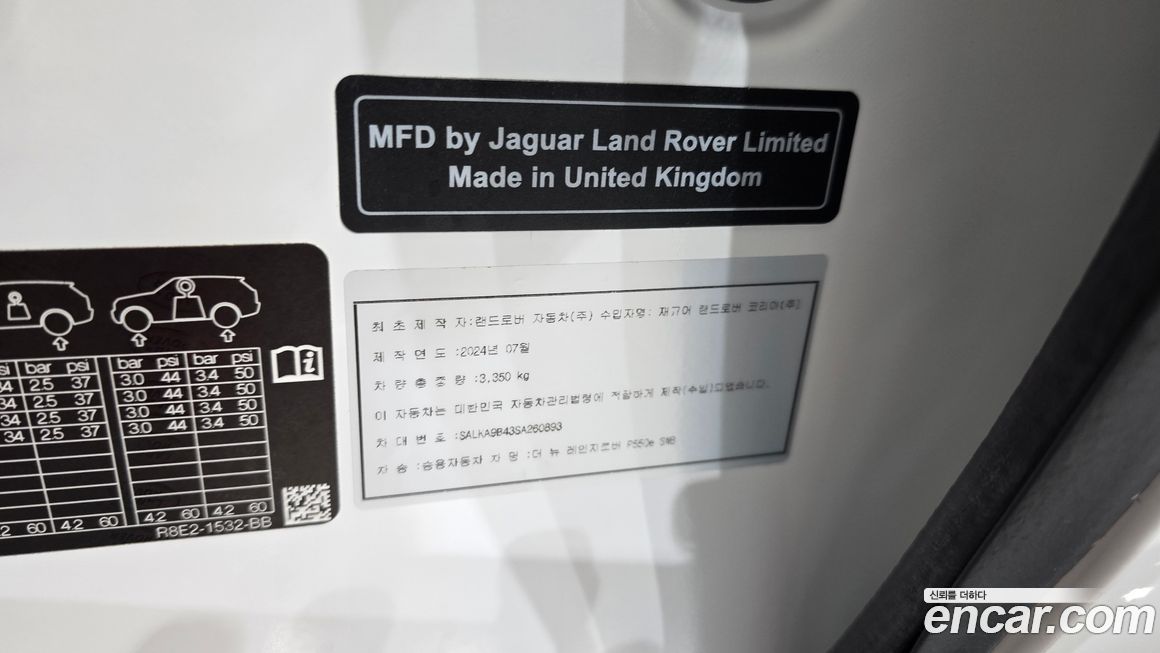 MFD by Jaguar Land Rover Limited
Made in United Kingdom
최초제작자:랜드로버 자동차(주) 수입자명: 재규어 랜드로버 코리아(주)
제작연도:2024년 07월
차량총중량:3,350 kg
이 자동차는 대한민국 자동차관리법령에 적합하게 제작(수입)되었습니다.
차대번호:SALKA9B43SA260893
차종:승용자동차 차명:더 뉴 레인지로버 P550e SWB
si bar psi bar psi bar psi
34 2.5 37 3.0 44 3.4 50
34 2.5 37 3.0 44 3.4 50
34 2.5 37 3.0 44 3.4 50
34 2.5 37 3.0 44 3.4 50
.2 60 4.2 60 4.2 60 4.2 60
R8E2-1532-BB
신뢰를 더하다
encar.com